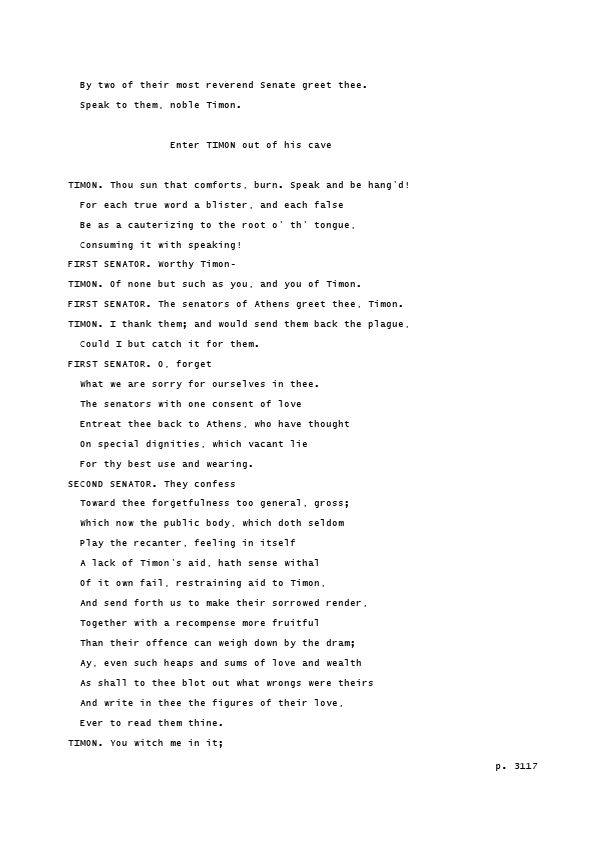 By two of their most reverend Senate greet thee.
Speak to them, noble Timon.
Enter TIMON out of his cave
TIMON. Thou sun that comforts, burn. Speak and be hang'd!
For each true word a blister, and each false
Be as a cauterizing to the root o' th' tongue,
Consuming it with speaking!
FIRST SENATOR. Worthy Timon-
TIMON. Of none but such as you, and you of Timon.
FIRST SENATOR. The senators of Athens greet thee, Timon.
TIMON. I thank them; and would send them back the plague,
Could I but catch it for them.
FIRST SENATOR. O, forget
What we are sorry for ourselves in thee.
The senators with one consent of love
Entreat thee back to Athens, who have thought
On special dignities, which vacant lie
For thy best use and wearing.
SECOND SENATOR. They confess
Toward thee forgetfulness too general, gross;
Which now the public body, which doth seldom
Play the recanter, feeling in itself
A lack of Timon's aid, hath sense withal
Of it own fail, restraining aid to Timon,
And send forth us to make their sorrowed render,
Together with a recompense more fruitful
Than their offence can weigh down by the dram;
Ay, even such heaps and sums of love and wealth
As shall to thee blot out what wrongs were theirs
And write in thee the figures of their love,
Ever to read them thine.
TIMON. You witch me in it;
p. 3117